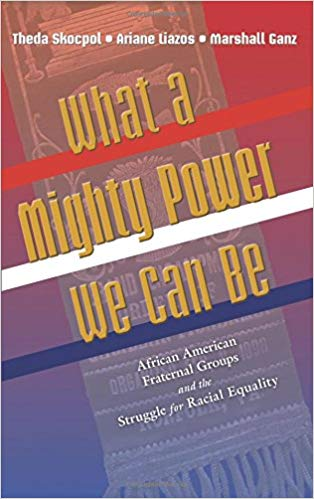 Theda Skocpol • Ariane Liazos • Marshall Ganz
What a
Mighty Power
We Can Be
African American
Fraternal Groups
and the
Struggle for Racial Equality